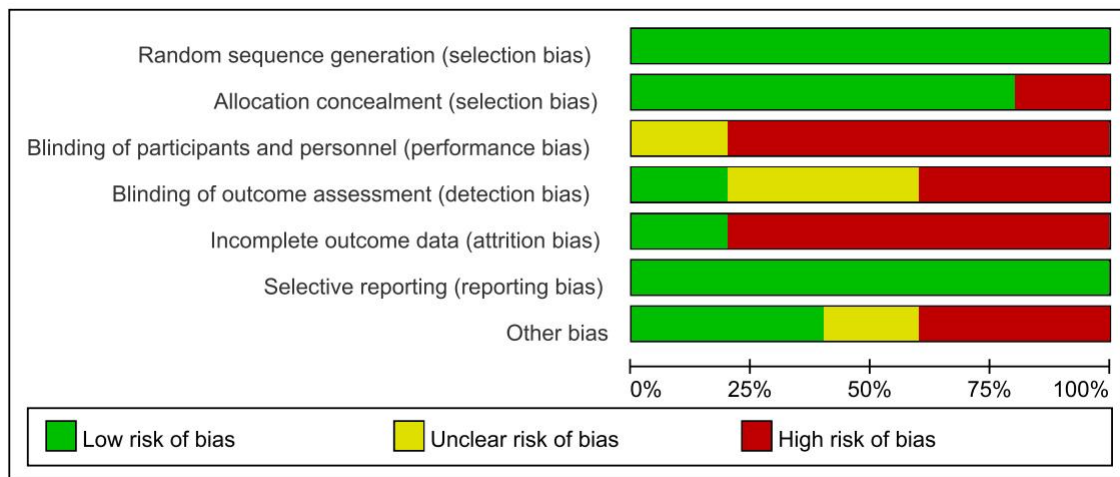 Random sequence generation (selection bias)
Allocation concealment (selection bias)
Blinding of participants and personnel (performance bias)
Blinding of outcome assessment (detection bias)
Incomplete outcome data (attrition bias)
Selective reporting (reporting bias)
Other bias
0% 25% 50% 75% 100%
Low risk of bias Unclear risk of bias High risk of bias